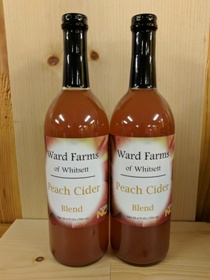 Ward Farms
of Whitsett
Peach Cider
Blend
Ward Farms
of Whitsett
Peach Cider
Blend